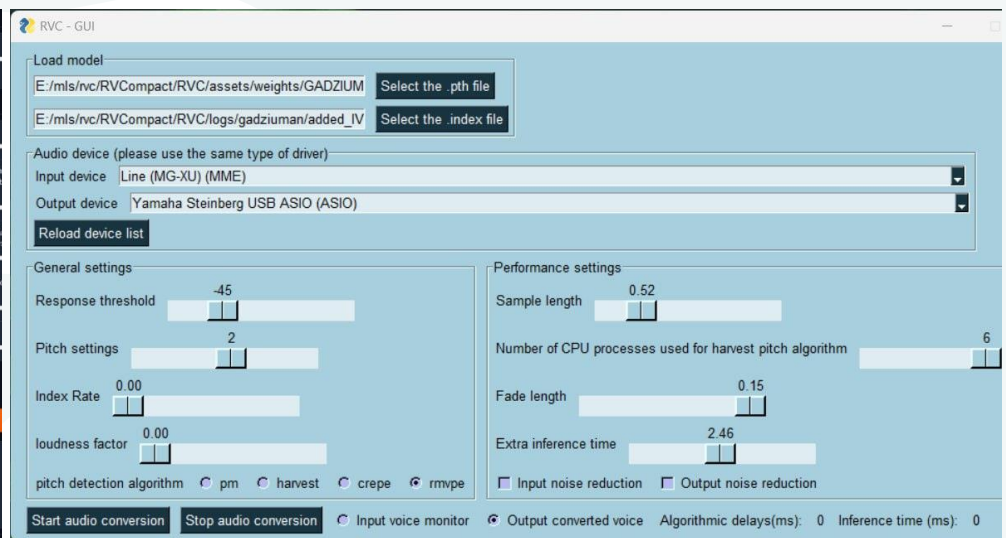 RVC - GUI
Load model
E:/mls/rvc/RVCompact/RVC/assets/weights/GADZIUM Select the .pth file
E:/mls/rvc/RVCompact/RVC/logs/gadziuman/added_IV Select the .index file
Audio device (please use the same type of driver)
Input device Line (MG-XU) (MME)
Output device Yamaha Steinberg USB ASIO (ASIO)
Reload device list
General settings
Response threshold -45
Pitch settings 2
Index Rate 0.00
loudness factor 0.00
pitch detection algorithm pm harvest crepe rmvpe
Performance settings
Sample length 0.52
Number of CPU processes used for harvest pitch algorithm 6
Fade length 0.15
Extra inference time 2.46
Input noise reduction Output noise reduction
Start audio conversion Stop audio conversion Input voice monitor Output converted voice Algorithmic delays(ms): 0 Inference time (ms): 0